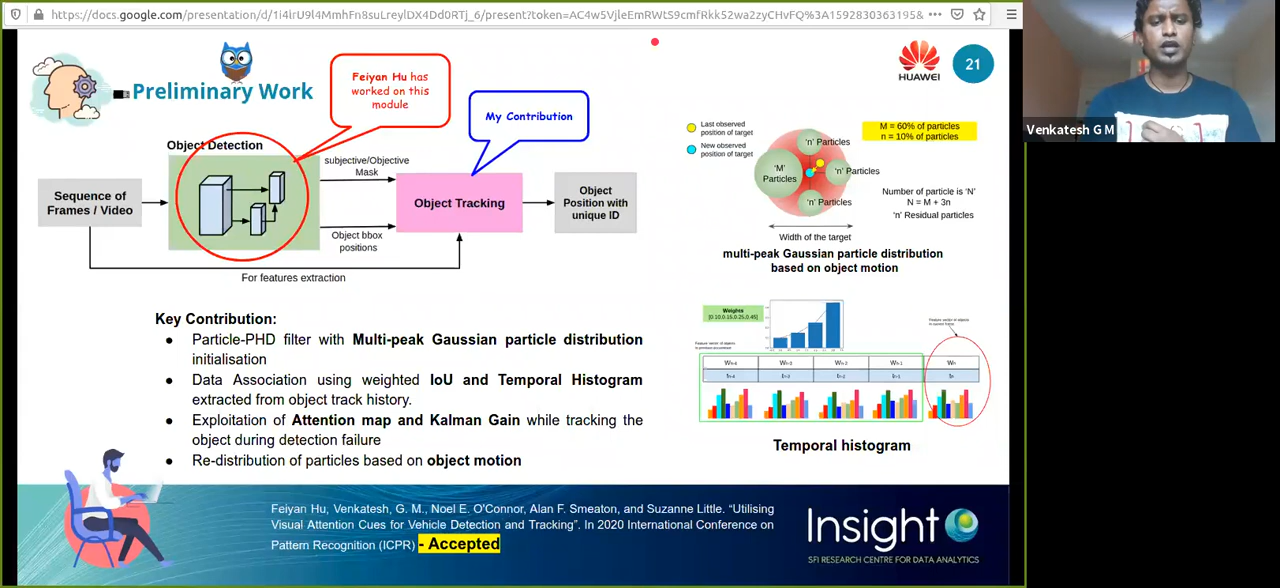 https://docs.google.com/presentation/d/1i4lrU9l4MmhFn8suLreylDX4Dd0RTj_6/present?token=AC4w5VjleEmRWtS9cmfRkk52wa2zyCHvFQ%3A1592830363195&
Preliminary Work
Feiyan Hu has
worked on this
module
My Contribution
HUAWEI
21
Venkatesh G M
Object Detection
Sequence of
Frames / Video
subjective/Objective
Mask
Object bbox
positions
Object Tracking
Object
Position with
unique ID
For features extraction
Last observed
position of target
New observed
position of target
M = 60% of particles
n = 10% of particles
'n' Particles
'M'
Particles
'n' Particles
'n' Particles
Number of particle is 'N'
N = M + 3n
'n' Residual particles
Width of the target
multi-peak Gaussian particle distribution
based on object motion
Key Contribution:
● Particle-PHD filter with Multi-peak Gaussian particle distribution
initialisation
● Data Association using weighted IoU and Temporal Histogram
extracted from object track history.
● Exploitation of Attention map and Kalman Gain while tracking the
object during detection failure
● Re-distribution of particles based on object motion
Weights
Temporal histogram
Feiyan Hu, Venkatesh, G. M., Noel E. O'Connor, Alan F. Smeaton, and Suzanne Little. "Utilising
Visual Attention Cues for Vehicle Detection and Tracking". In 2020 International Conference on
Pattern Recognition (ICPR) - Accepted
Insight
SFI RESEARCH CENTRE FOR DATA ANALYTICS